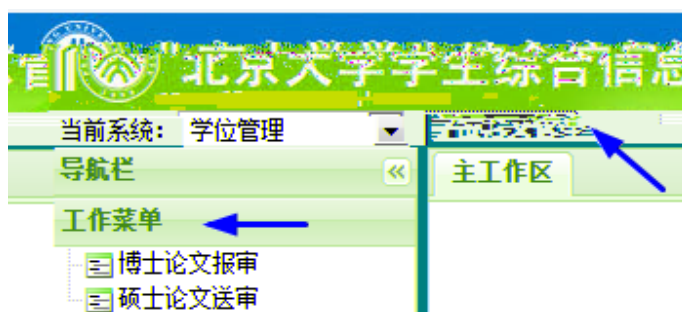 北京大学学生综合信息
当前系统： 学位管理
导航栏 主工作区
工作菜单
博士论文报审
硕士论文送审